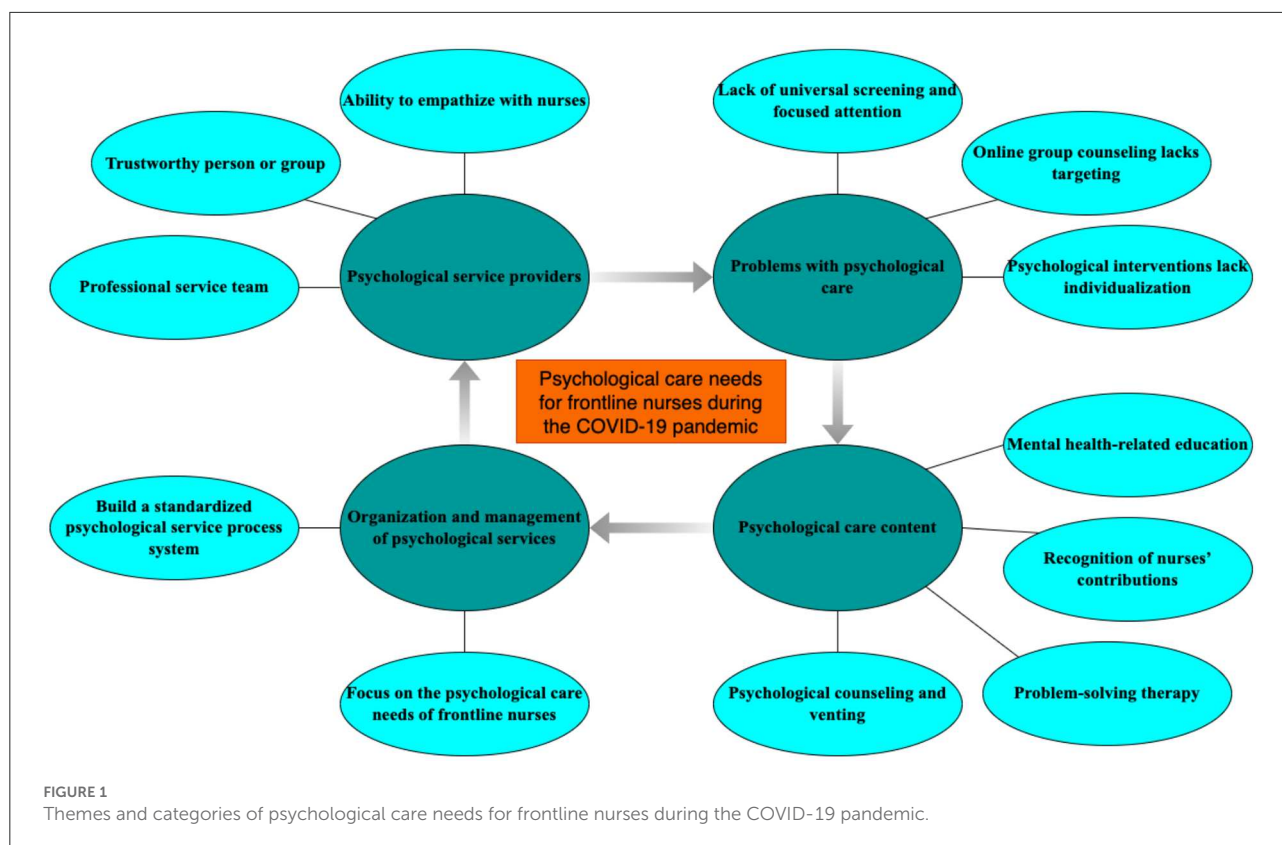 Ability to empathize with nurses
Trustworthy person or group
Professional service team
Psychological service providers
Lack of universal screening and
focused attention
Online group counseling lacks
targeting
Psychological interventions lack
individualization
Problems with psychological
care
Psychological care needs
for frontline nurses during
the COVID-19 pandemic
Build a standardized
psychological service process
system
Organization and management
of psychological services
Focus on the psychological care
needs of frontline nurses
Psychological care content
Mental health-related education
Recognition of nurses’
contributions
Problem-solving therapy
Psychological counseling and
venting
FIGURE 1
Themes and categories of psychological care needs for frontline nurses during the COVID-19 pandemic.